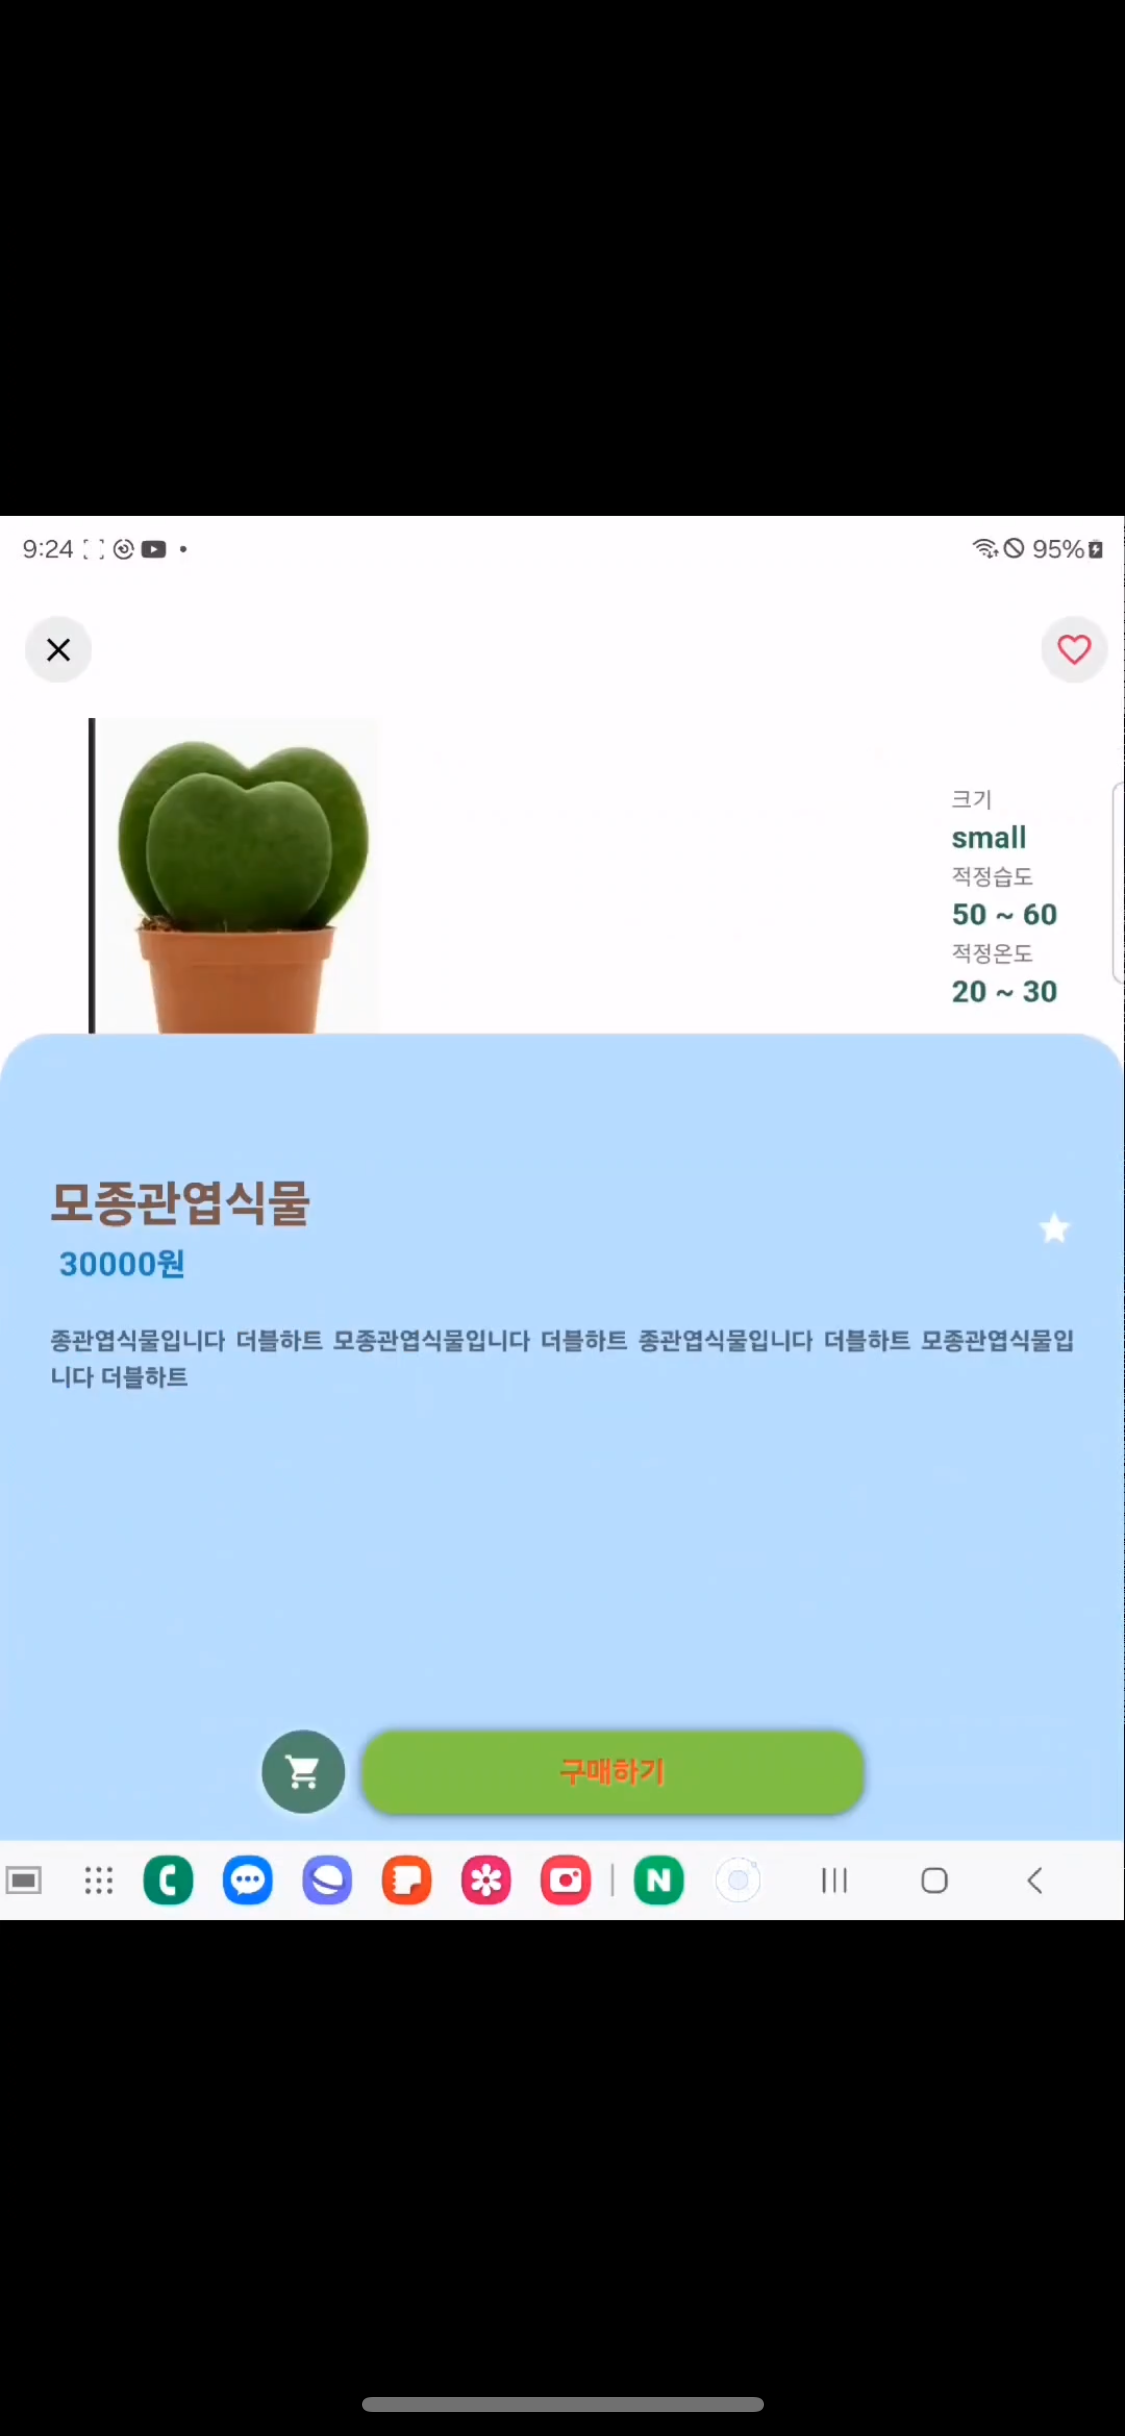 9:24
95%
크기
small
적정습도
50 ~ 60
적정온도
20 ~ 30
모종관엽식물
30000원
종관엽식물입니다 더블하트 모종관엽식물입니다 더블하트 종관엽식물입니다 더블하트 모종관엽식물입
니다 더블하트
구매하기
N